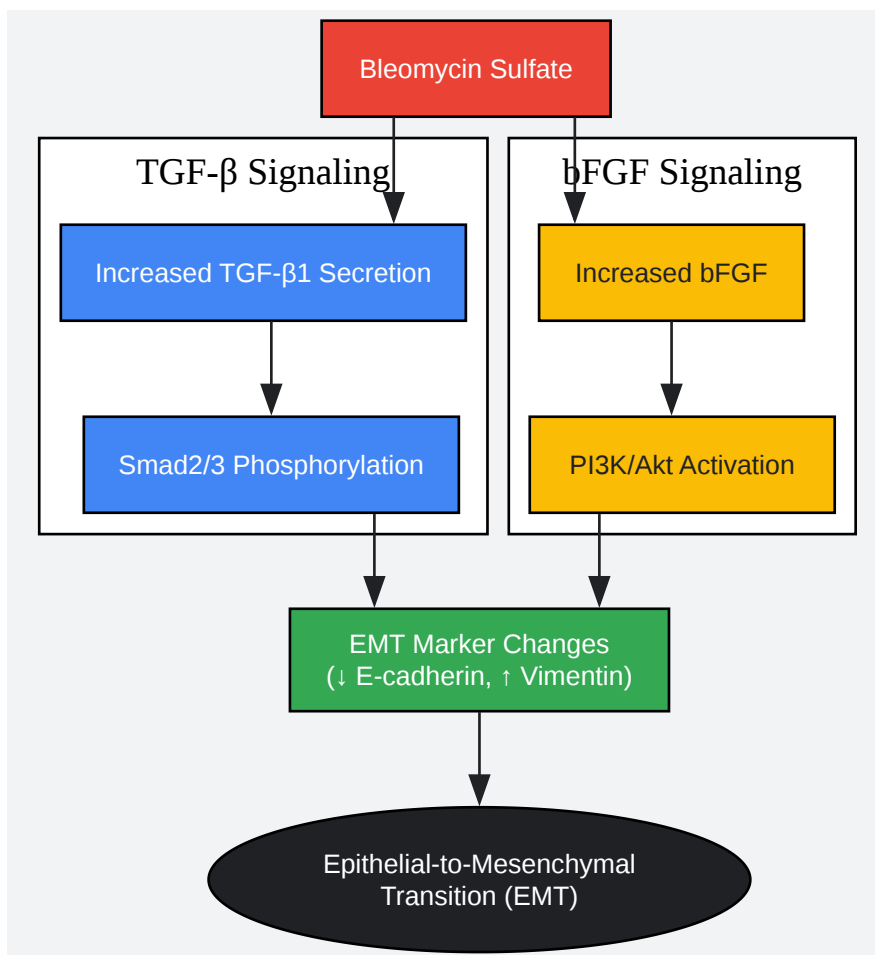 Bleomycin Sulfate
TGF-β Signaling
bFGF Signaling
Increased TGF-β1 Secretion
Increased bFGF
Smad2/3 Phosphorylation
PI3K/Akt Activation
EMT Marker Changes
(↓ E-cadherin, ↑ Vimentin)
Epithelial-to-Mesenchymal
Transition (EMT)